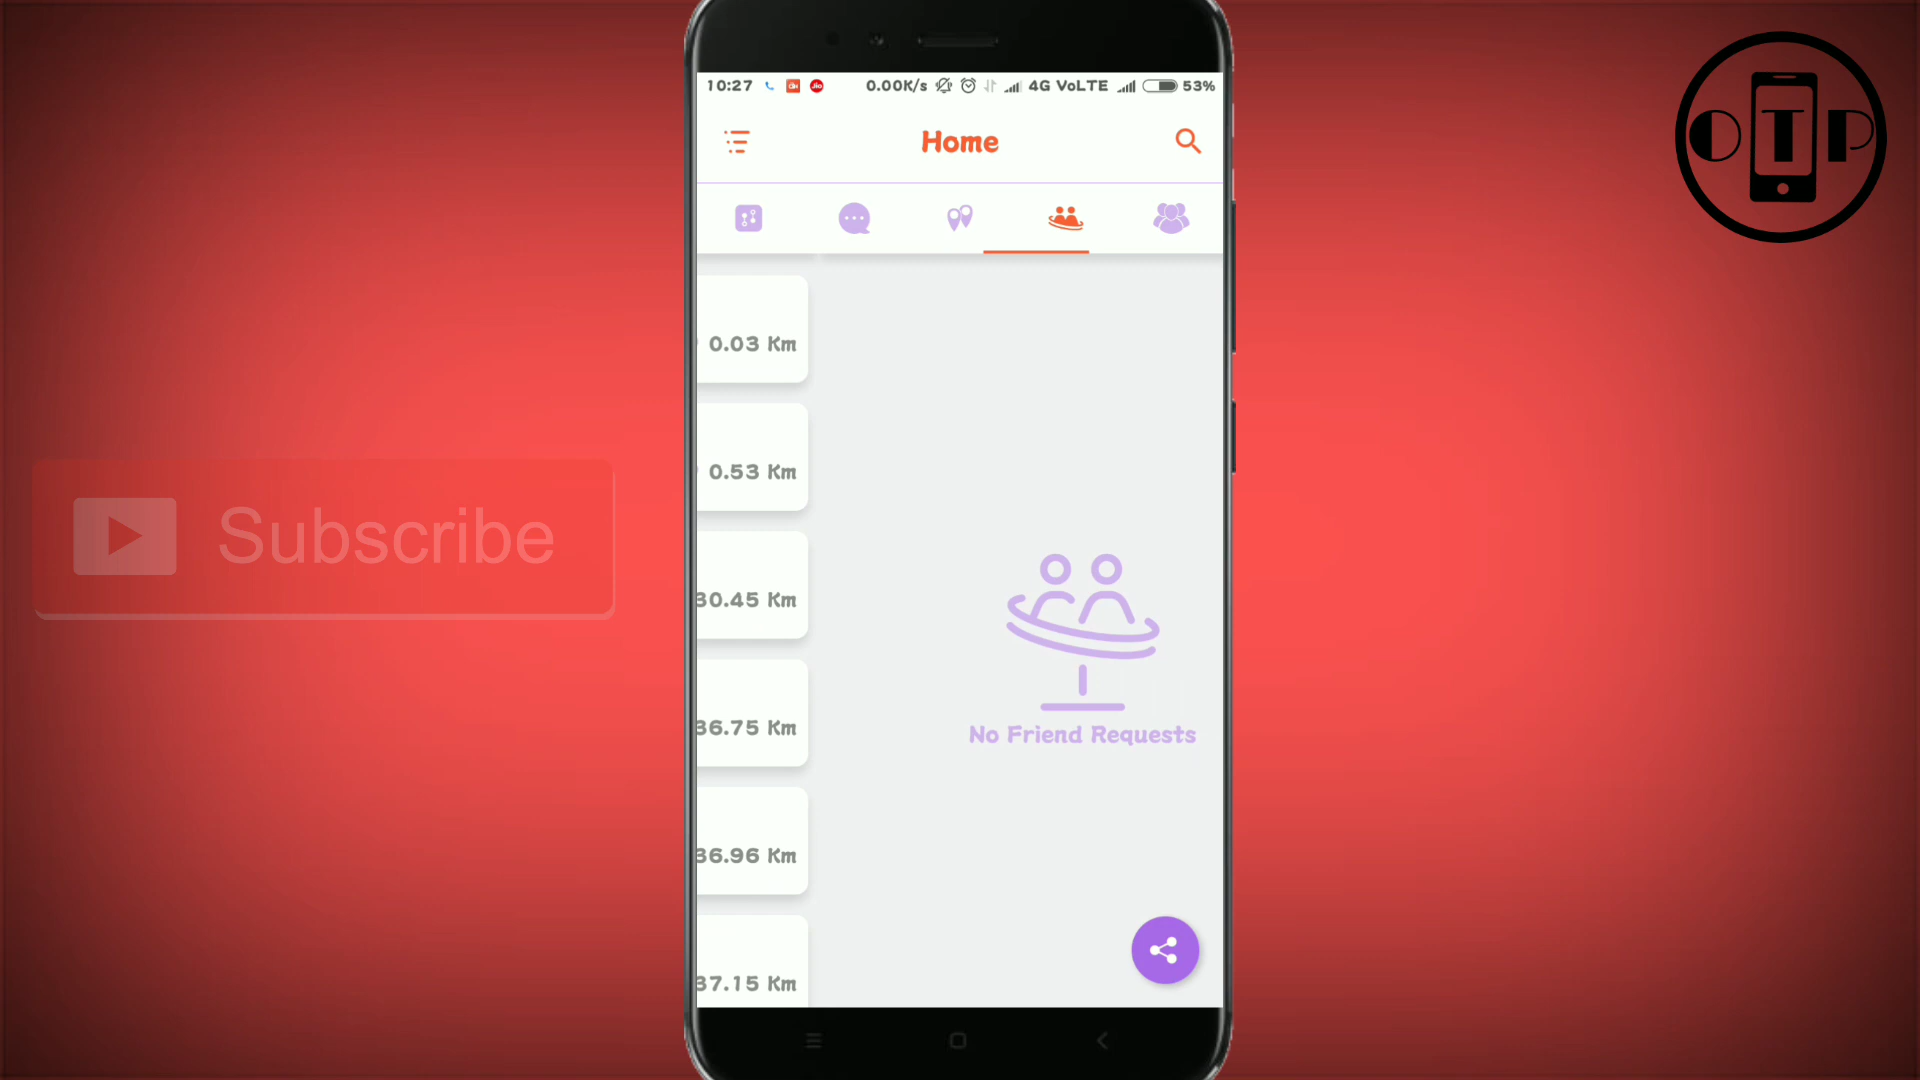 10:27 0.00K/s 4G VoLTE 53%
Home
OTP
0.03 Km
0.53 Km
30.45 Km
36.75 Km
36.96 Km
37.15 Km
No Friend Requests
Subscribe